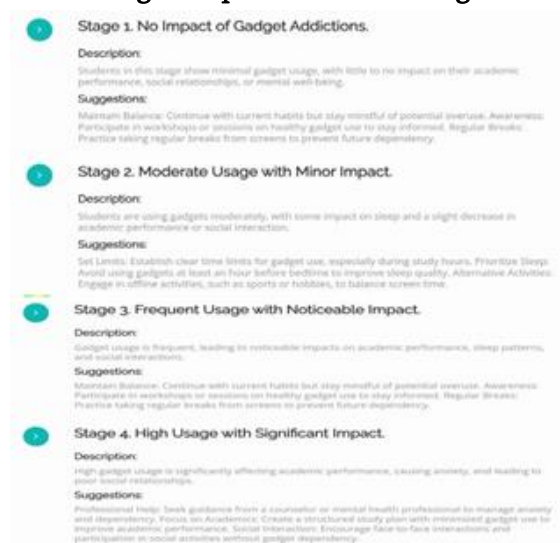 Stage 1. No Impact of Gadget Addictions.
Description:
Students in this stage show minimal gadget usage, with little to no impact on their academic
performance, social relationships, or mental well-being.
Suggestions:
Maintain Balance: Continue with current habits but stay mindful of potential overuse. Awareness:
Participate in workshops or sessions on healthy gadget use to stay informed. Regular Breaks:
Practice taking regular breaks from screens to prevent future dependency.
Stage 2. Moderate Usage with Minor Impact.
Description:
Students are using gadgets moderately, with some impact on sleep and a slight decrease in
academic performance or social interaction.
Suggestions:
Set Limits: Establish clear time limits for gadget use, especially during study hours. Prioritize Sleep:
Avoid using gadgets at least an hour before bedtime to improve sleep quality. Alternative Activities:
Engage in offline activities, such as sports or hobbies, to balance screen time.
Stage 3. Frequent Usage with Noticeable Impact.
Description:
Gadget usage is frequent, leading to noticeable impacts on academic performance, sleep patterns,
and social interactions.
Suggestions:
Maintain Balance: Continue with current habits but stay mindful of potential overuse. Awareness:
Participate in workshops or sessions on healthy gadget use to stay informed. Regular Breaks:
Practice taking regular breaks from screens to prevent future dependency.
Stage 4. High Usage with Significant Impact.
Description:
High gadget usage is significantly affecting academic performance, causing anxiety, and leading to
poor social relationships.
Suggestions:
Professional Help: Seek guidance from a counselor or mental health professional to manage anxiety
and dependency. Focus on Academics: Create a structured study plan with minimized gadget use to
improve academic performance. Social Interaction: Encourage face-to-face interactions and
participation in social activities without gadget dependency.